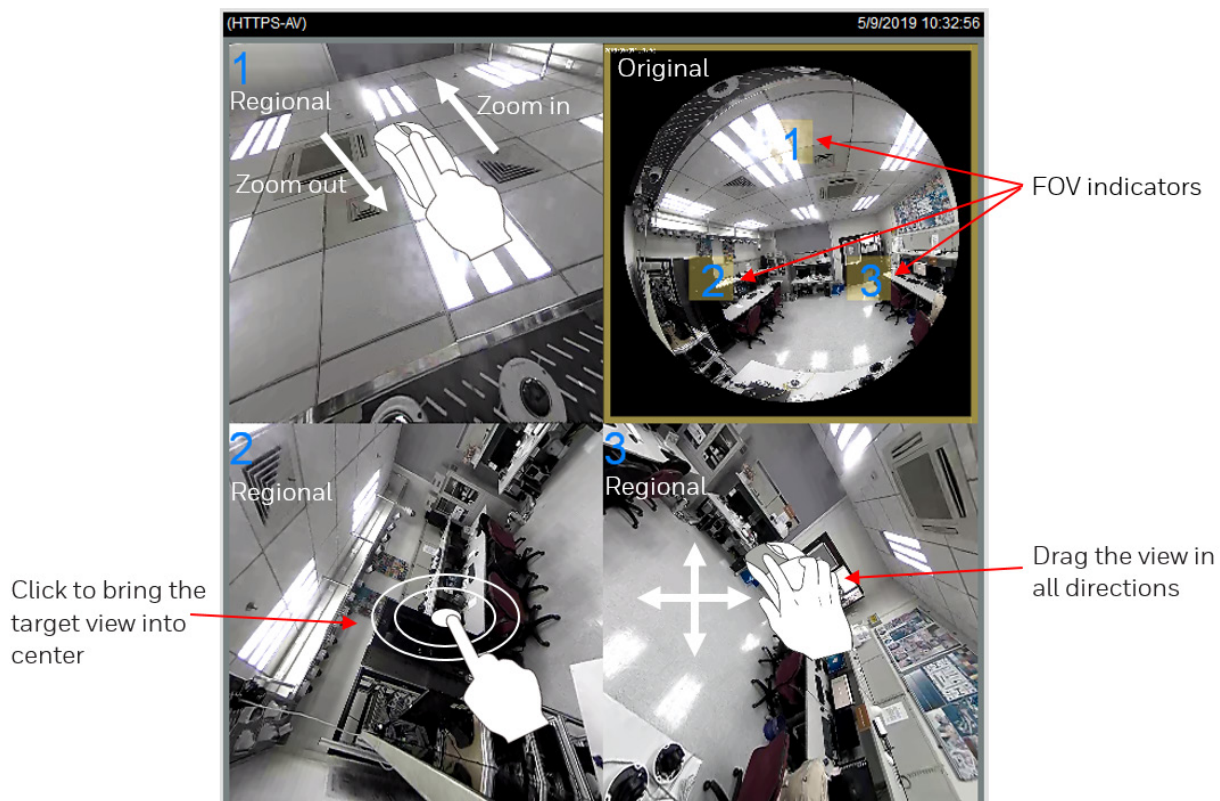 (HTTPS-AV)
5/9/2019 10:32:56
1
Regional
Zoom in
Zoom out
Original
1
2
3
FOV indicators
2
Regional
3
Regional
Click to bring the
target view into
center
Drag the view in
all directions